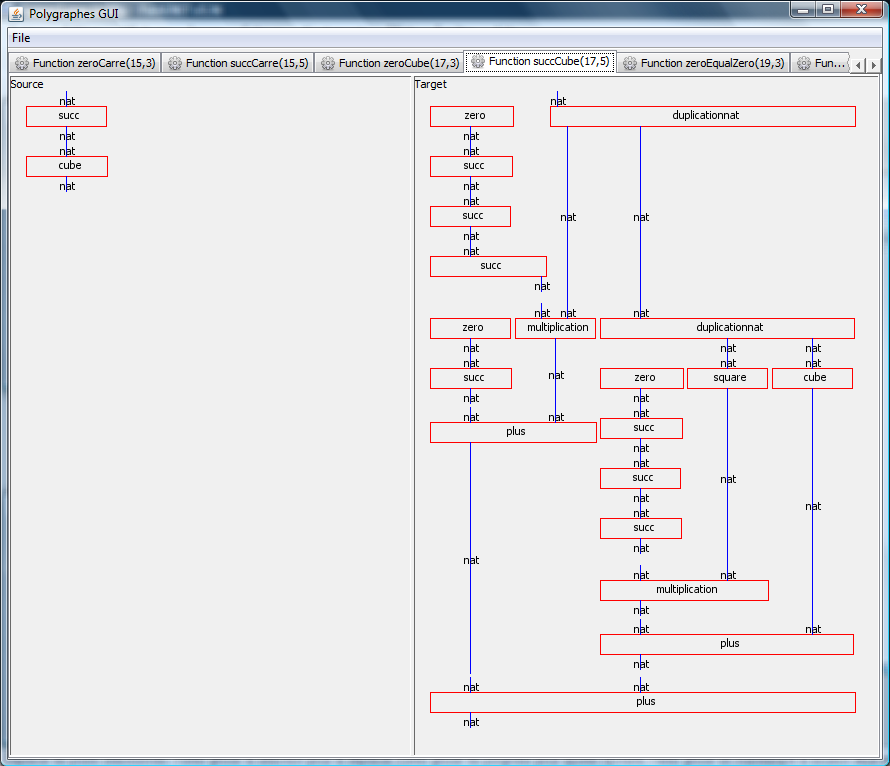 Polygraphes GUI
File
Function zeroCarre(15,3) Function succCarre(15,5) Function zeroCube(17,3) Function succCube(17,5) Function zeroEqualZero(19,3) Fun...
Source Target
nat nat
succ zero duplicationnat
nat nat
nat nat
cube succ
nat nat
nat
succ nat nat
nat
nat
succ
nat
nat nat nat
zero multiplication duplicationnat
nat nat nat
nat nat nat
succ nat zero square cube
nat nat
nat nat nat
plus succ
nat
nat
succ nat
nat nat
nat
succ
nat
nat
nat nat
multiplication
nat
nat nat
plus
nat
nat nat
plus
nat